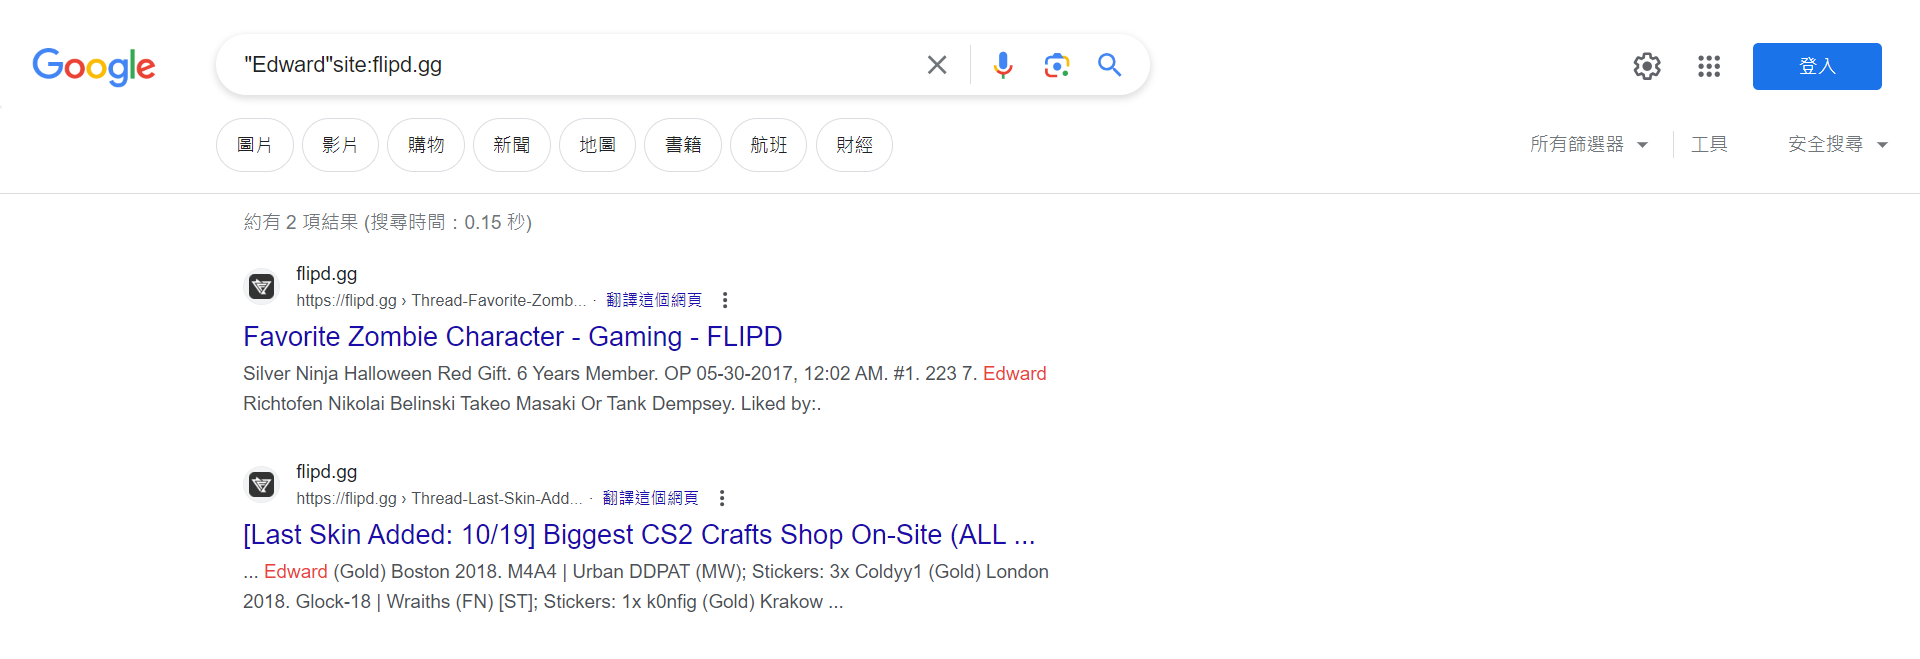 Google
"Edward"site:flipd.gg
登入
圖片 影片 購物 新聞 地圖 書籍 航班 財經
所有篩選器 工具 安全搜尋
約有 2 項結果 (搜尋時間：0.15 秒)
flipd.gg
https://flipd.gg › Thread-Favorite-Zomb... · 翻譯這個網頁
Favorite Zombie Character - Gaming - FLIPD
Silver Ninja Halloween Red Gift. 6 Years Member. OP 05-30-2017, 12:02 AM. #1. 223 7. Edward
Richtofen Nikolai Belinski Takeo Masaki Or Tank Dempsey. Liked by:.
flipd.gg
https://flipd.gg › Thread-Last-Skin-Add... · 翻譯這個網頁
[Last Skin Added: 10/19] Biggest CS2 Crafts Shop On-Site (ALL ...
... Edward (Gold) Boston 2018. M4A4 | Urban DDPAT (MW); Stickers: 3x Coldyy1 (Gold) London
2018. Glock-18 | Wraiths (FN) [ST]; Stickers: 1x k0nfig (Gold) Krakow ...